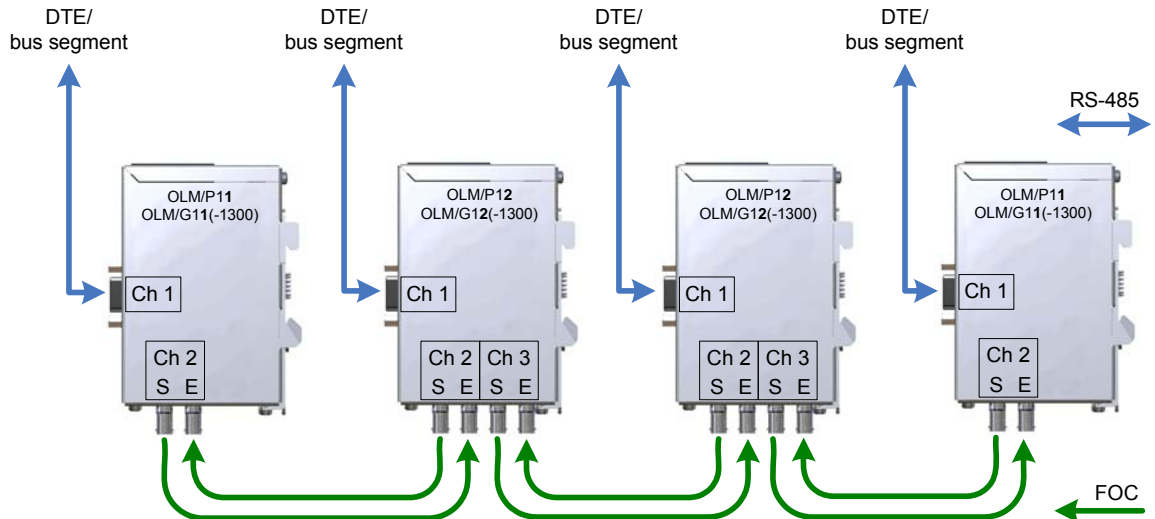 DTE/
bus segment
DTE/
bus segment
DTE/
bus segment
DTE/
bus segment
RS-485
OLM/P11
OLM/G11(-1300)
OLM/P12
OLM/G12(-1300)
OLM/P12
OLM/G12(-1300)
OLM/P11
OLM/G11(-1300)
Ch 1
Ch 1
Ch 1
Ch 1
Ch 2
S E
Ch 2 Ch 3
S E S E
Ch 2 Ch 3
S E S E
Ch 2
S E
FOC